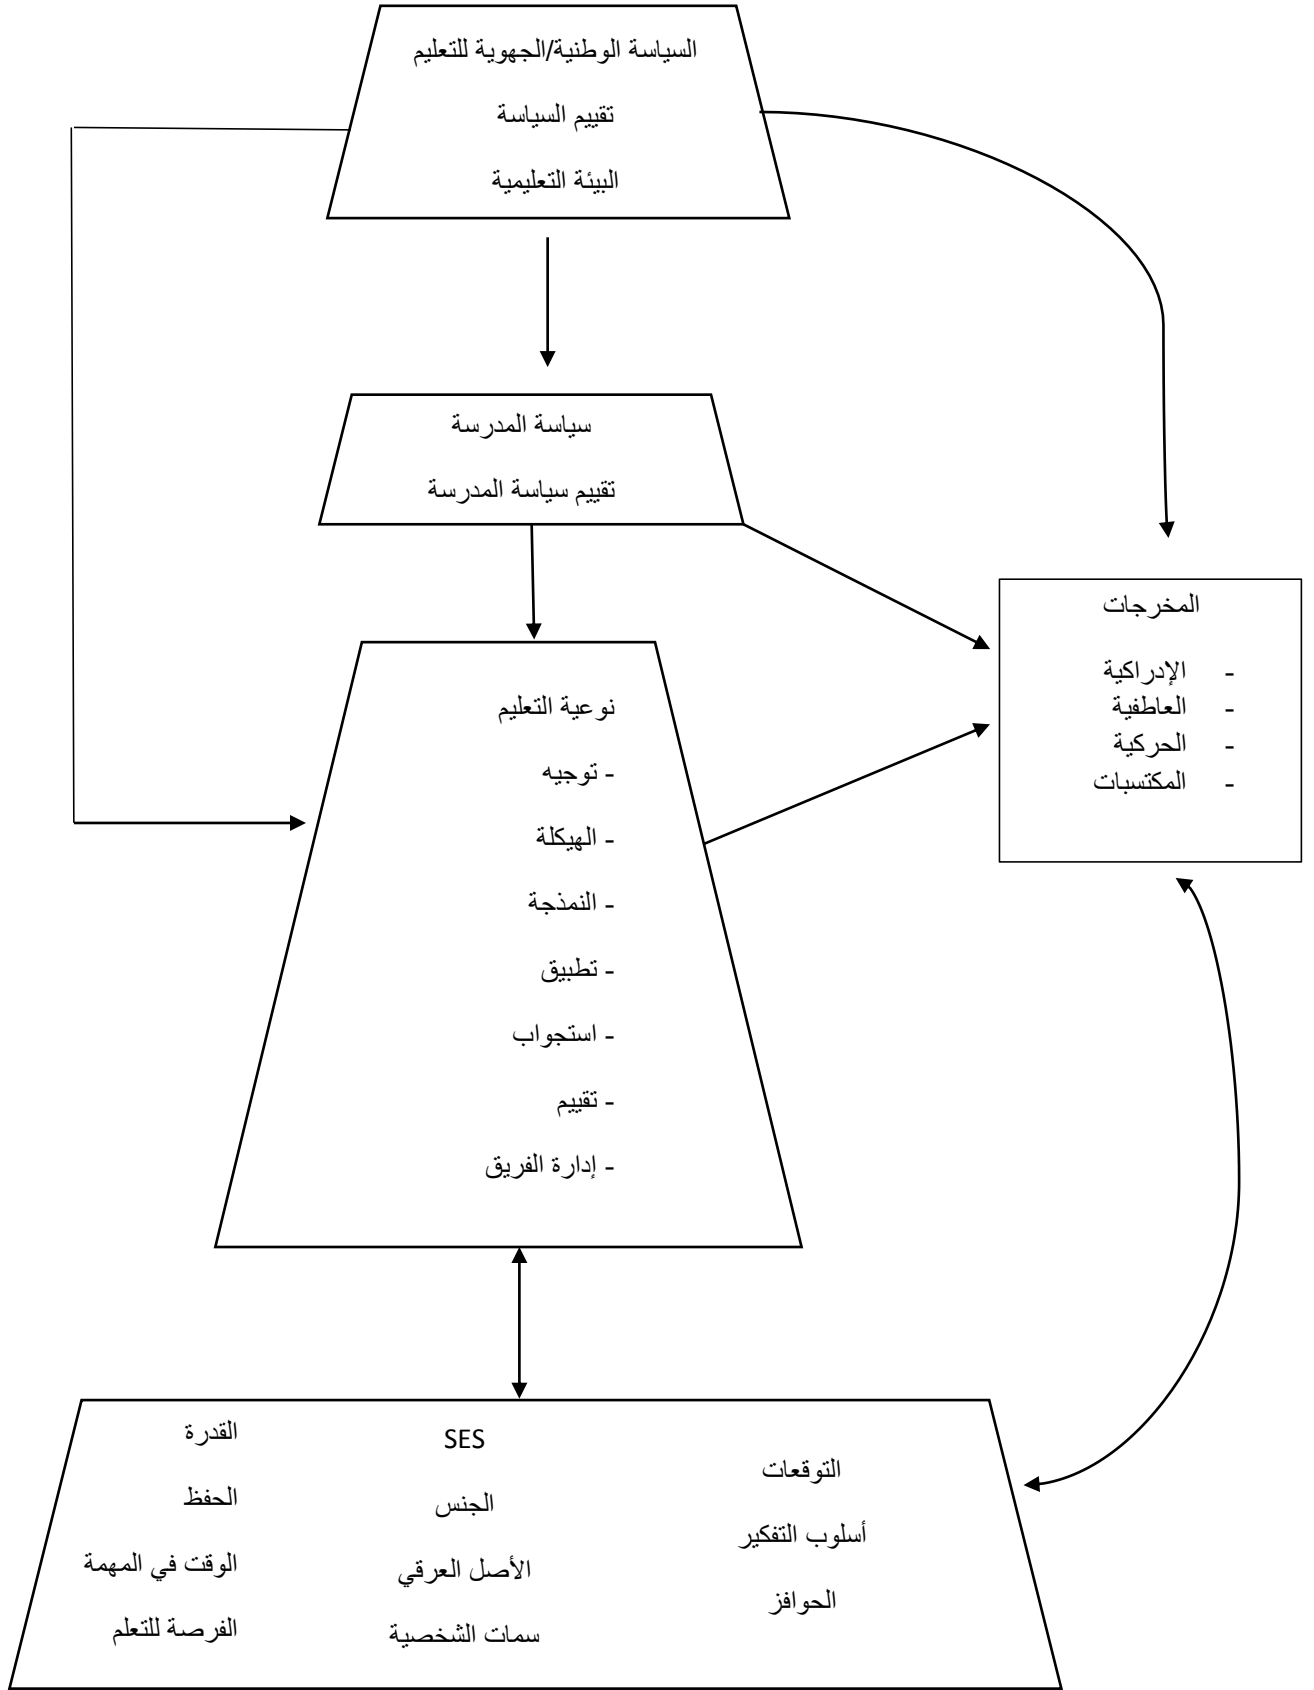 السياسة الوطنية/الجهوية للتعليم
تقييم السياسة
البيئة التعليمية
سياسة المدرسة
تقييم سياسة المدرسة
المخرجات
- الإدراكية
- العاطفية
- الحركية
- المكتسبات
نوعية التعليم
- توجيه
- الهيكلة
- النمذجة
- تطبيق
- استجواب
- تقييم
- إدارة الفريق
التوقعات
أسلوب التفكير
الحوافز
SES
الجنس
الأصل العرقي
سمات الشخصية
القدرة
الحفظ
الوقت في المهمة
الفرصة للتعلم